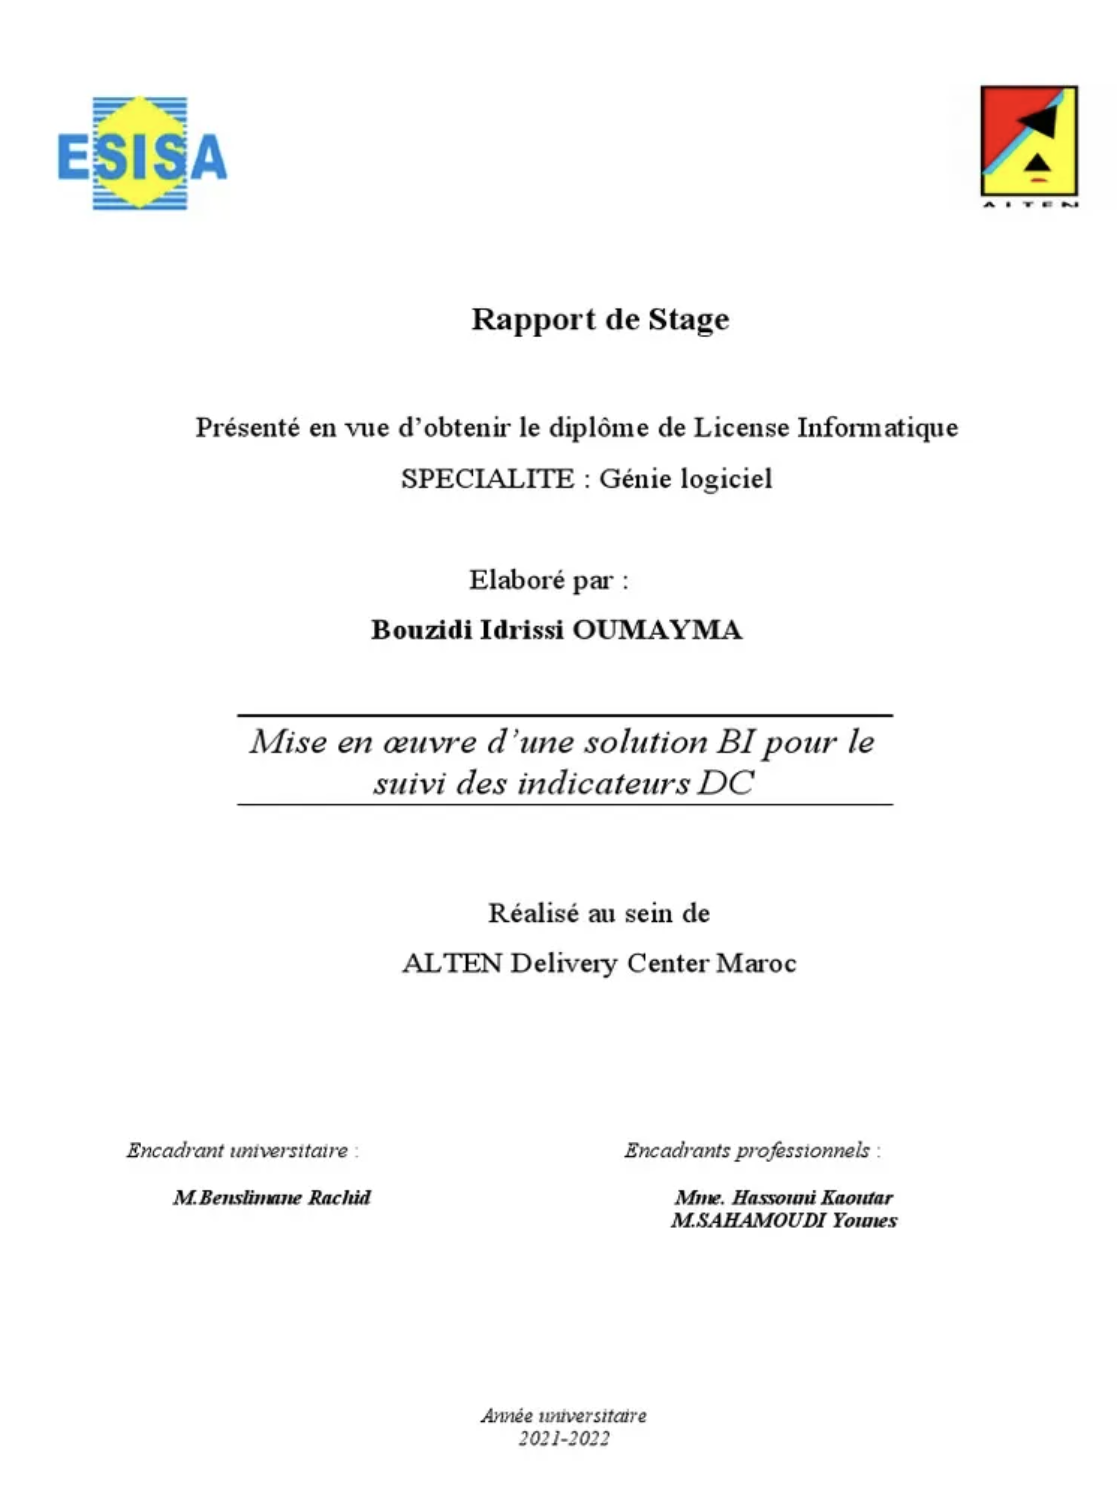 ESISA
ALTEN
Rapport de Stage
Présenté en vue d’obtenir le diplôme de License Informatique
SPECIALITE : Génie logiciel
Elaboré par :
Bouzidi Idrissi OUMAYMA
Mise en œuvre d’une solution BI pour le
suivi des indicateurs DC
Réalisé au sein de
ALTEN Delivery Center Maroc
Encadrant universitaire :
M.Benslimane Rachid
Encadrants professionnels :
Mme. Hassouni Kaoutar
M.SAHAMOUDI Younes
Année universitaire
2021-2022